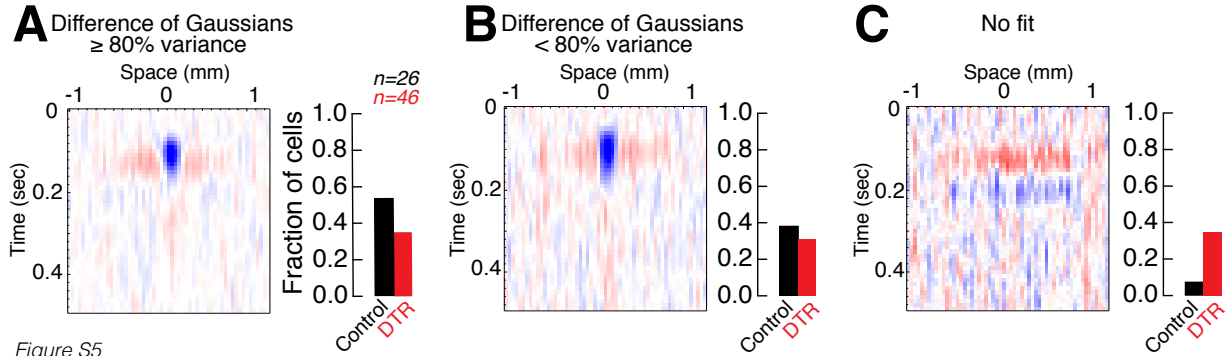 A Difference of Gaussians
≥ 80% variance
Space (mm)
-1 0 1
0
0.2
0.4
Time (sec)
n=26
n=46
Fraction of cells
1.0
0.8
0.6
0.4
0.2
0.0
Control
DTR
B Difference of Gaussians
< 80% variance
Space (mm)
-1 0 1
0
0.2
0.4
Time (sec)
1.0
0.8
0.6
0.4
0.2
0.0
Control
DTR
C No fit
Space (mm)
-1 0 1
0
0.2
0.4
Time (sec)
1.0
0.8
0.6
0.4
0.2
0.0
Control
DTR
Figure S5